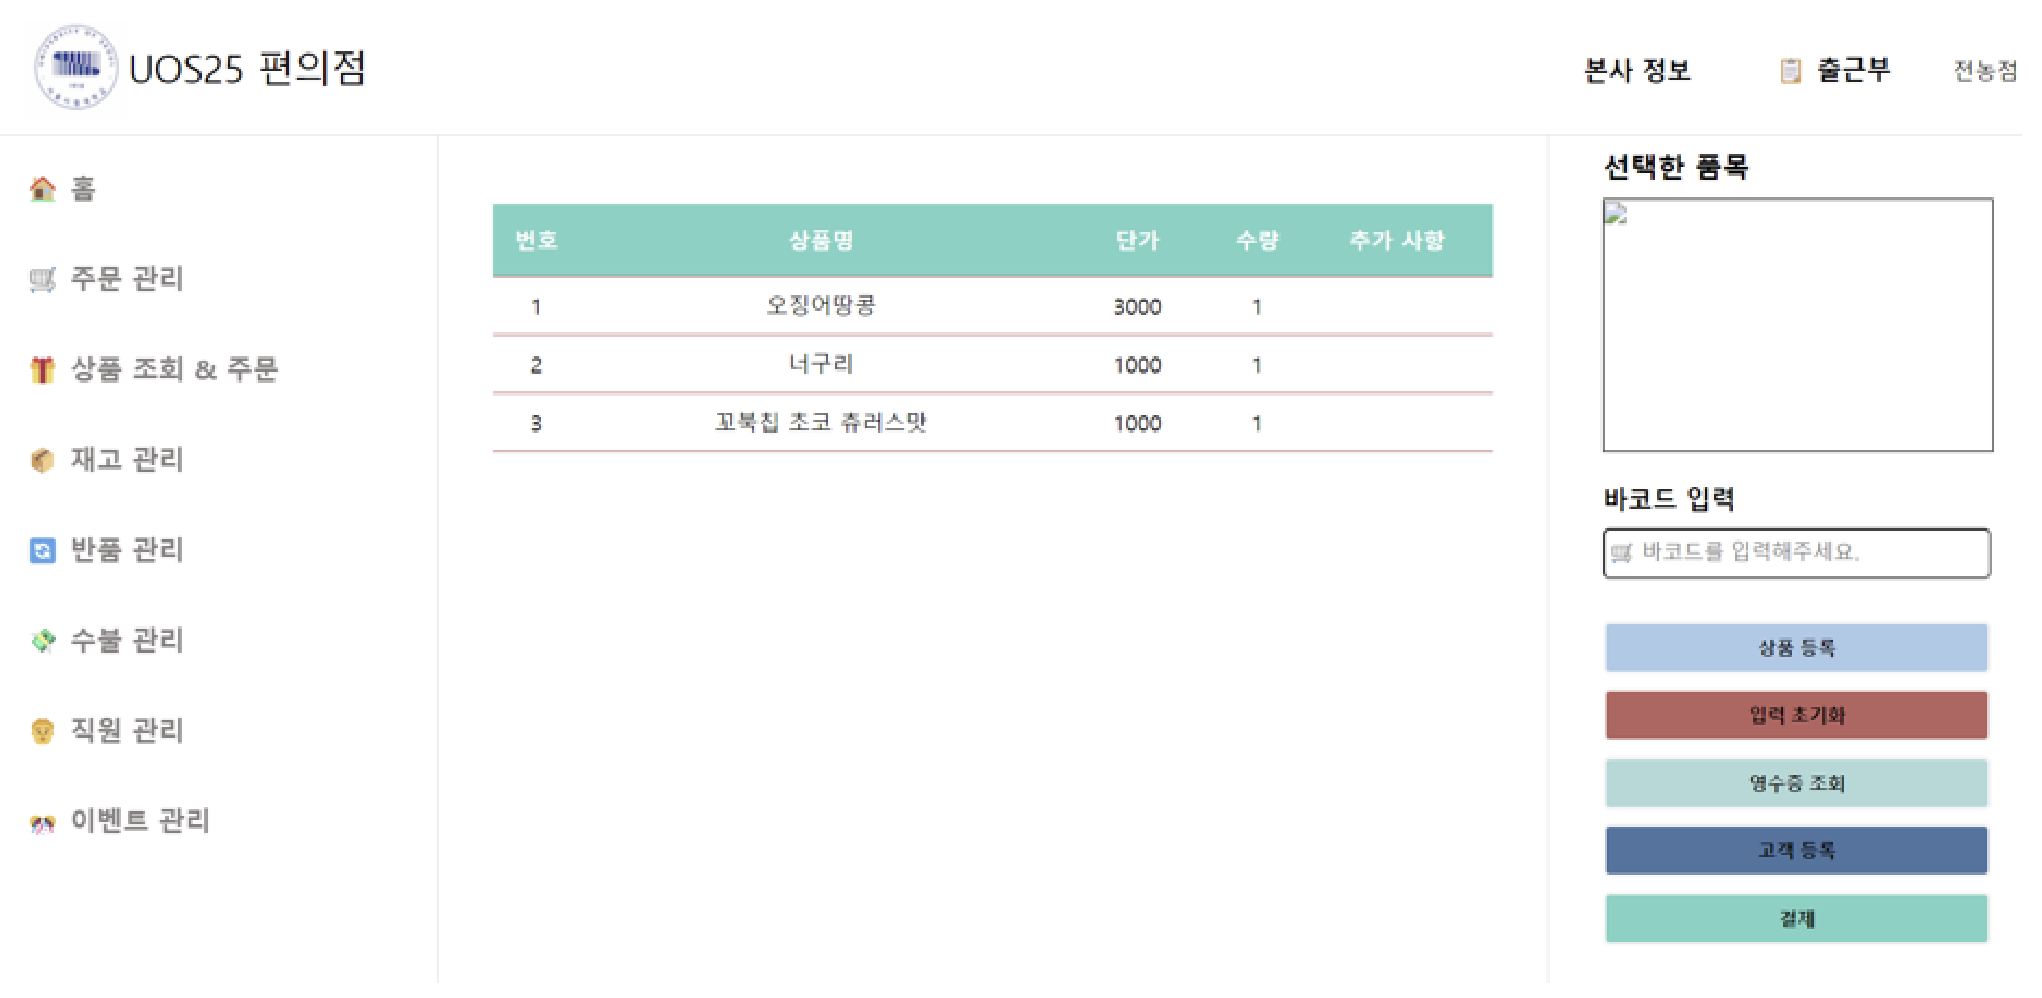 UOS25 편의점
본사 정보
출근부
전농점
홈
주문 관리
상품 조회 & 주문
재고 관리
반품 관리
수불 관리
직원 관리
이벤트 관리
번호 상품명 단가 수량 추가 사항
1 오징어땅콩 3000 1
2 너구리 1000 1
3 꼬북칩 초코 츄러스맛 1000 1
선택한 품목
바코드 입력
바코드를 입력해주세요.
상품 등록
입력 초기화
영수증 조회
고객 등록
결제